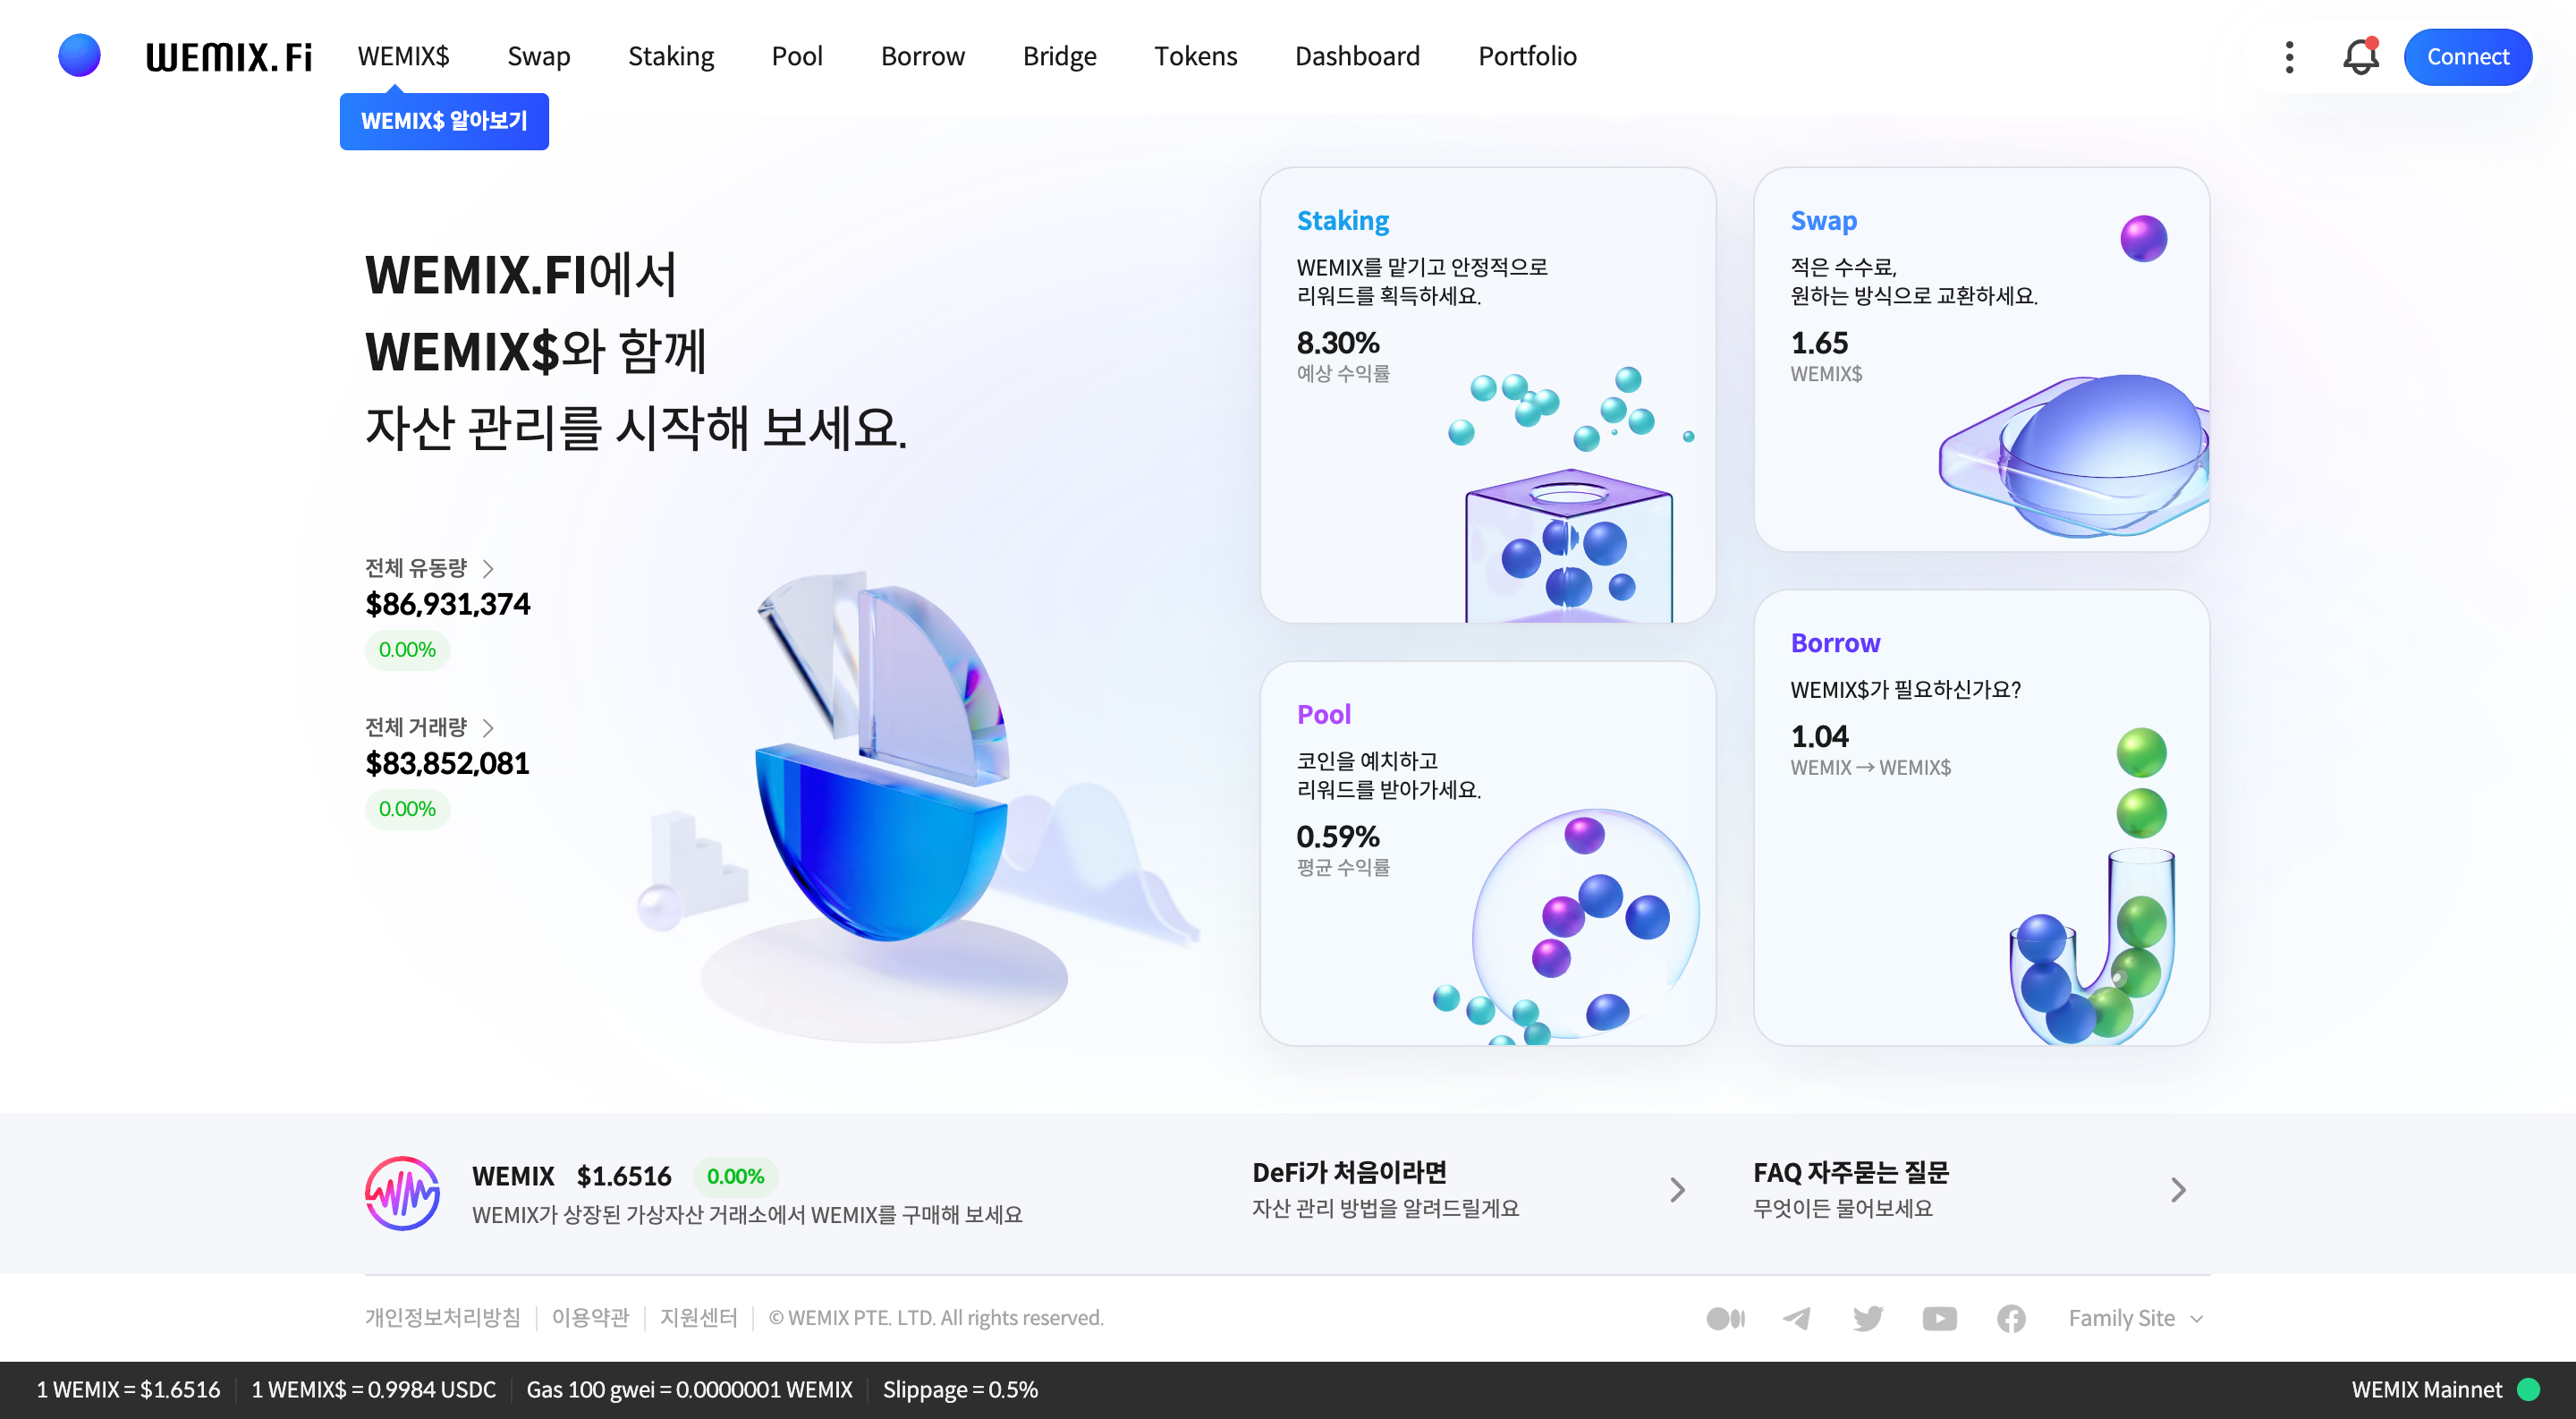 WEMIX.Fi
WEMIX$
Swap
Staking
Pool
Borrow
Bridge
Tokens
Dashboard
Portfolio
Connect
WEMIX$ 알아보기
WEMIX.FI에서
WEMIX$와 함께
자산 관리를 시작해 보세요.
전체 유동량
$86,931,374
0.00%
전체 거래량
$83,852,081
0.00%
Staking
WEMIX를 맡기고 안정적으로
리워드를 획득하세요.
8.30%
예상 수익률
Swap
적은 수수료,
원하는 방식으로 교환하세요.
1.65
WEMIX$
Pool
코인을 예치하고
리워드를 받아가세요.
0.59%
평균 수익률
Borrow
WEMIX$가 필요하신가요?
1.04
WEMIX → WEMIX$
WEMIX $1.6516 0.00%
WEMIX가 상장된 가상자산 거래소에서 WEMIX를 구매해 보세요
DeFi가 처음이라면
자산 관리 방법을 알려드릴게요
FAQ 자주묻는 질문
무엇이든 물어보세요
개인정보처리방침
이용약관
지원센터
© WEMIX PTE. LTD. All rights reserved.
Family Site
1 WEMIX = $1.6516
1 WEMIX$ = 0.9984 USDC
Gas 100 gwei = 0.0000001 WEMIX
Slippage = 0.5%
WEMIX Mainnet